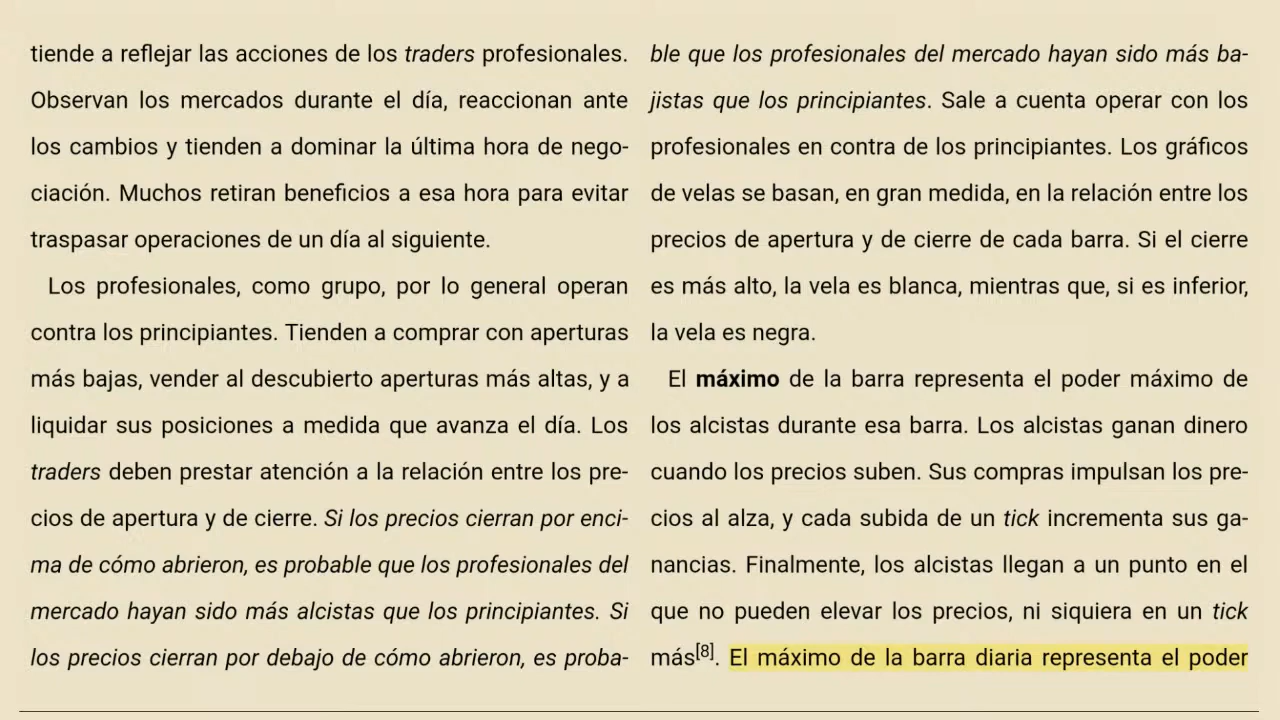 tiende a reflejar las acciones de los traders profesionales.
Observan los mercados durante el día, reaccionan ante
los cambios y tienden a dominar la última hora de nego-
ciación. Muchos retiran beneficios a esa hora para evitar
traspasar operaciones de un día al siguiente.
Los profesionales, como grupo, por lo general operan
contra los principiantes. Tienden a comprar con aperturas
más bajas, vender al descubierto aperturas más altas, y a
liquidar sus posiciones a medida que avanza el día. Los
traders deben prestar atención a la relación entre los pre-
cios de apertura y de cierre. Si los precios cierran por enci-
ma de cómo abrieron, es probable que los profesionales del
mercado hayan sido más alcistas que los principiantes. Si
los precios cierran por debajo de cómo abrieron, es proba-
ble que los profesionales del mercado hayan sido más ba-
jistas que los principiantes. Sale a cuenta operar con los
profesionales en contra de los principiantes. Los gráficos
de velas se basan, en gran medida, en la relación entre los
precios de apertura y de cierre de cada barra. Si el cierre
es más alto, la vela es blanca, mientras que, si es inferior,
la vela es negra.
El máximo de la barra representa el poder máximo de
los alcistas durante esa barra. Los alcistas ganan dinero
cuando los precios suben. Sus compras impulsan los pre-
cios al alza, y cada subida de un tick incrementa sus ga-
nancias. Finalmente, los alcistas llegan a un punto en el
que no pueden elevar los precios, ni siquiera en un tick
más[8]. El máximo de la barra diaria representa el poder